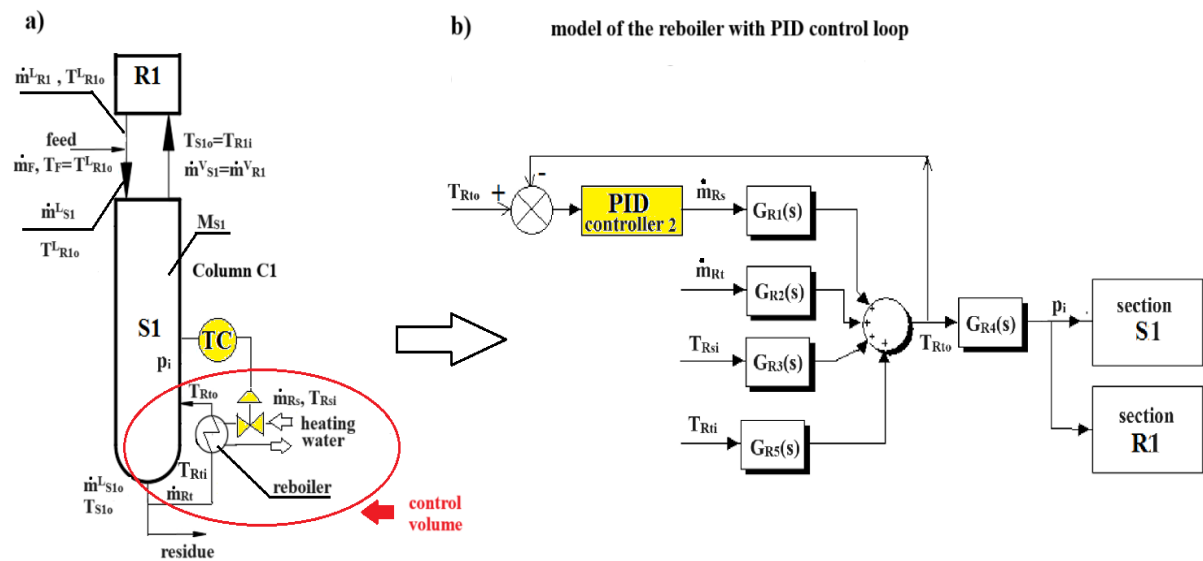 a)
R1
ṁᴸR1 , TᴸR1o
feed
ṁF, TF=TᴸR1o
TS1o=TR1i
ṁⱽS1=ṁⱽR1
ṁᴸS1
TᴸR1o
MS1
Column C1
S1
TC
pi
TRto
ṁRs, TRsi
heating
water
TRti
reboiler
ṁᴸS1o
TS1o
ṁRt
control
volume
residue
b)
model of the reboiler with PID control loop
TRto
+
-
PID
controller 2
ṁRs
GR1(s)
ṁRt
GR2(s)
TRsi
GR3(s)
TRti
GR5(s)
+
+
+
+
TRto
GR4(s)
pi
section
S1
section
R1